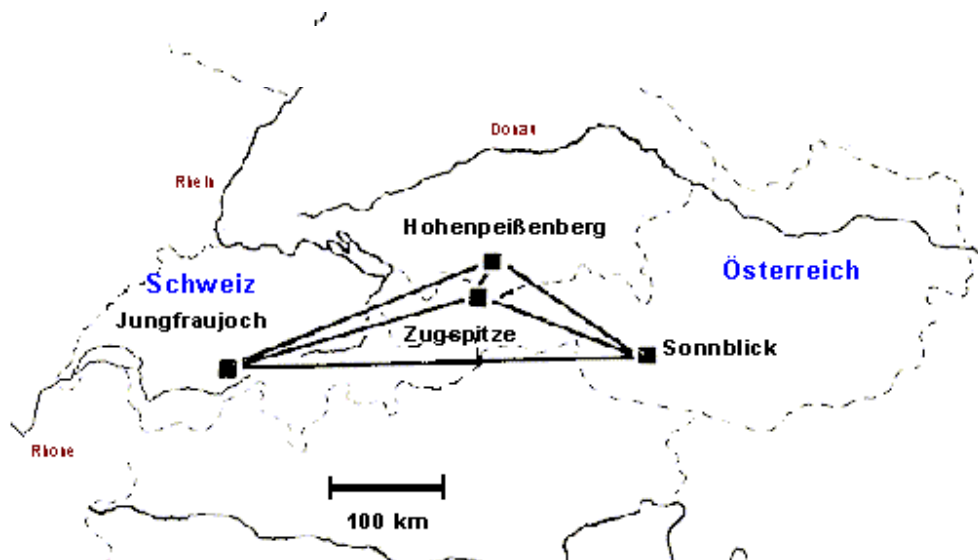 Donau
Rhein
Hohenpeißenberg
Österreich
Schweiz
Jungfraujoch
Zugspitze
Sonnblick
Rhone
100 km